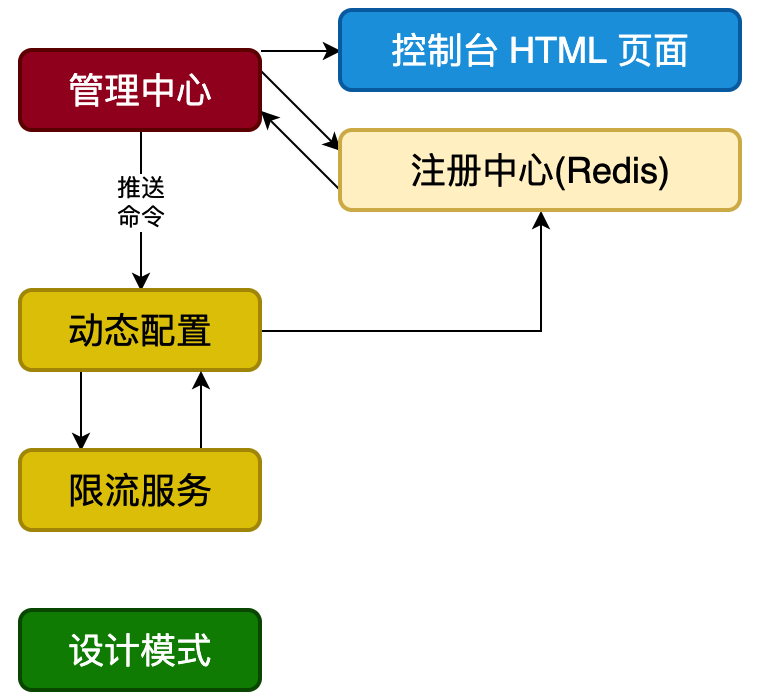 控制台 HTML 页面
管理中心
注册中心(Redis)
推送
命令
动态配置
限流服务
设计模式